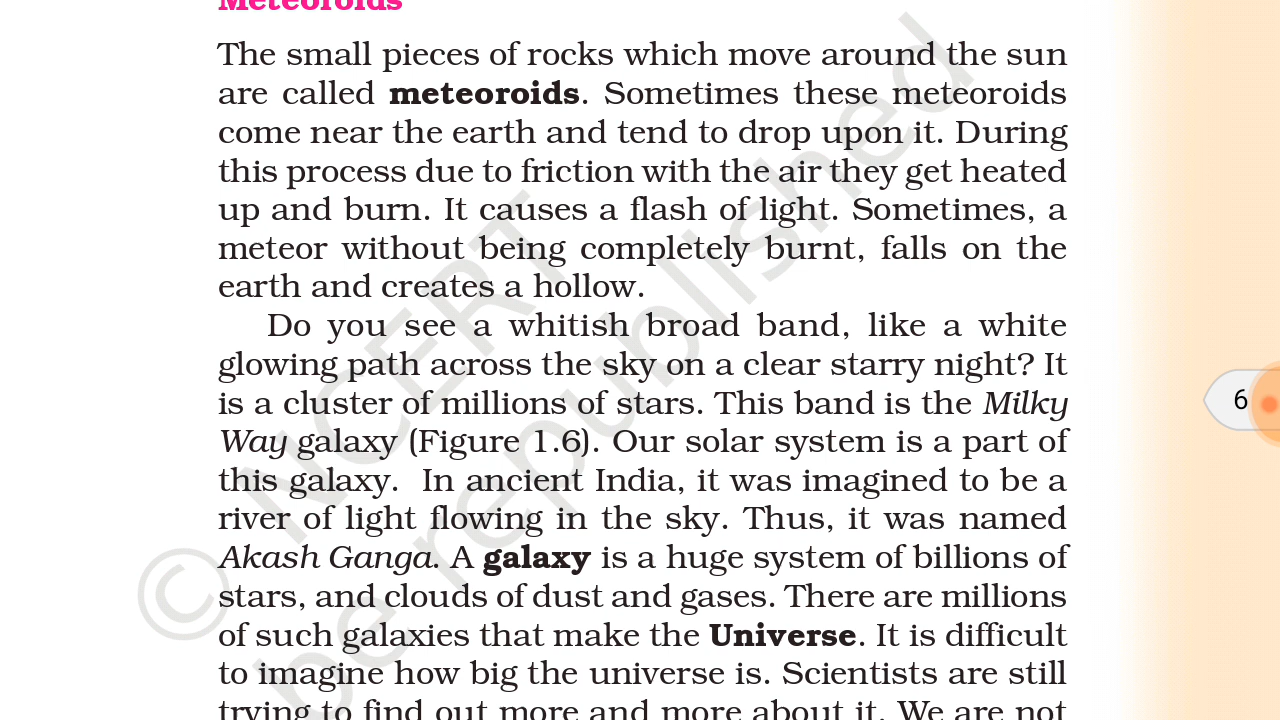 Meteoroids
The small pieces of rocks which move around the sun
are called meteoroids. Sometimes these meteoroids
come near the earth and tend to drop upon it. During
this process due to friction with the air they get heated
up and burn. It causes a flash of light. Sometimes, a
meteor without being completely burnt, falls on the
earth and creates a hollow.
Do you see a whitish broad band, like a white
glowing path across the sky on a clear starry night? It
is a cluster of millions of stars. This band is the Milky
Way galaxy (Figure 1.6). Our solar system is a part of
this galaxy. In ancient India, it was imagined to be a
river of light flowing in the sky. Thus, it was named
Akash Ganga. A galaxy is a huge system of billions of
stars, and clouds of dust and gases. There are millions
of such galaxies that make the Universe. It is difficult
to imagine how big the universe is. Scientists are still
trying to find out more and more about it. We are not
© NCERT
be republished
6